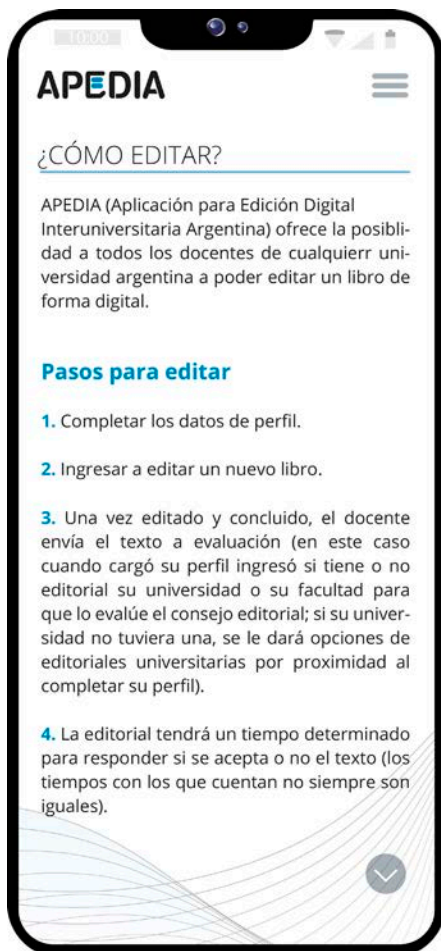 10:00
APEDIA
¿CÓMO EDITAR?
APEDIA (Aplicación para Edición Digital
Interuniversitaria Argentina) ofrece la posibli-
dad a todos los docentes de cualquierr uni-
versidad argentina a poder editar un libro de
forma digital.
Pasos para editar
1. Completar los datos de perfil.
2. Ingresar a editar un nuevo libro.
3. Una vez editado y concluido, el docente
envía el texto a evaluación (en este caso
cuando cargó su perfil ingresó si tiene o no
editorial su universidad o su facultad para
que lo evalúe el consejo editorial; si su univer-
sidad no tuviera una, se le dará opciones de
editoriales universitarias por proximidad al
completar su perfil).
4. La editorial tendrá un tiempo determinado
para responder si se acepta o no el texto (los
tiempos con los que cuentan no siempre son
iguales).